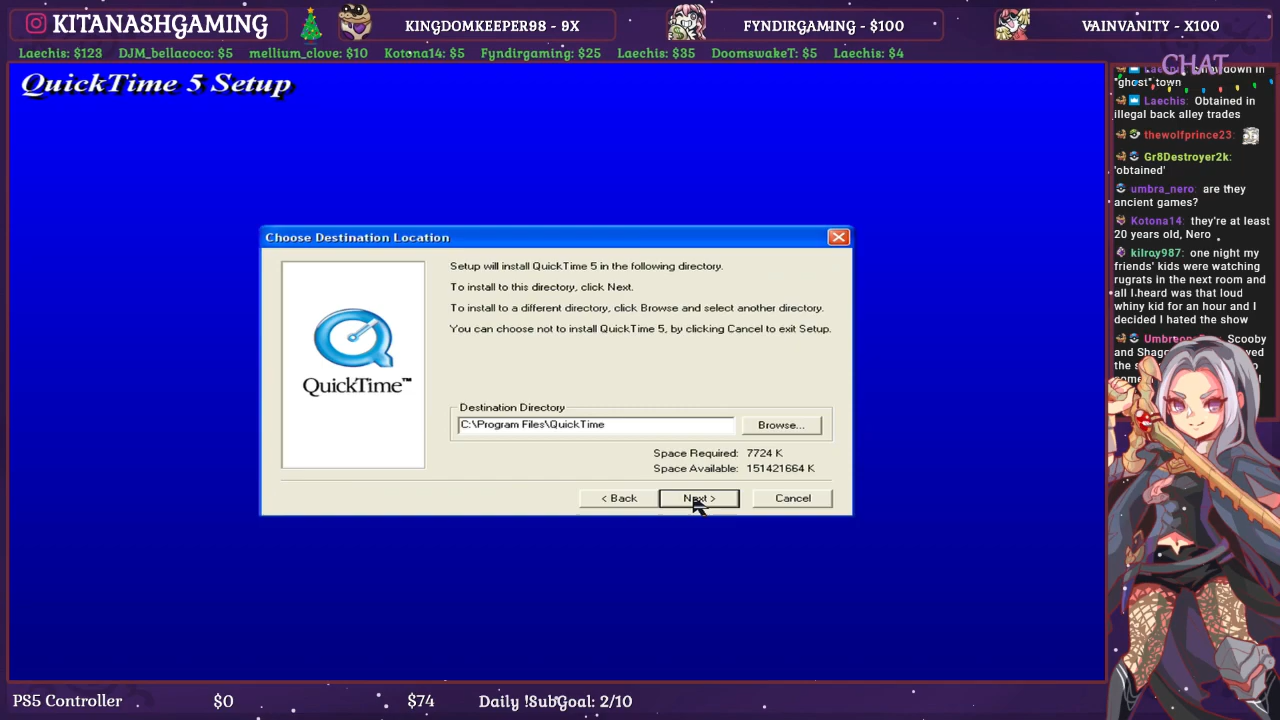 KITANASHGAMING
KINGDOMKEEPER98 - 9X
FYNDIRGAMING - $100
VAINVANITY - X100
Laechis: $123 DJM_bellacoco: $5 mellium_clove: $10 Kotona14: $5 Fyndirgaming: $25 Laechis: $35 DoomswakeT: $5 Laechis: $4
QuickTime 5 Setup
CHAT
down in
"ghost" town
Laechis: Obtained in
illegal back alley trades
thewolfprince23:
Gr8Destroyer2k:
'obtained'
umbra_nero: are they
ancient games?
Kotona14: they're at least
20 years old, Nero
kilroy987: one night my
friends' kids were watching
rugrats in the next room and
all I heard was that loud
whiny kid for an hour and I
decided I hated the show
Scooby
and
the
Choose Destination Location
Setup will install QuickTime 5 in the following directory.
To install to this directory, click Next.
To install to a different directory, click Browse and select another directory.
You can choose not to install QuickTime 5, by clicking Cancel to exit Setup.
QuickTime™
Destination Directory
C:\Program Files\QuickTime
Browse...
Space Required: 7724 K
Space Available: 151421664 K
< Back
Next >
Cancel
PS5 Controller
$0
$74
Daily !SubGoal: 2/10